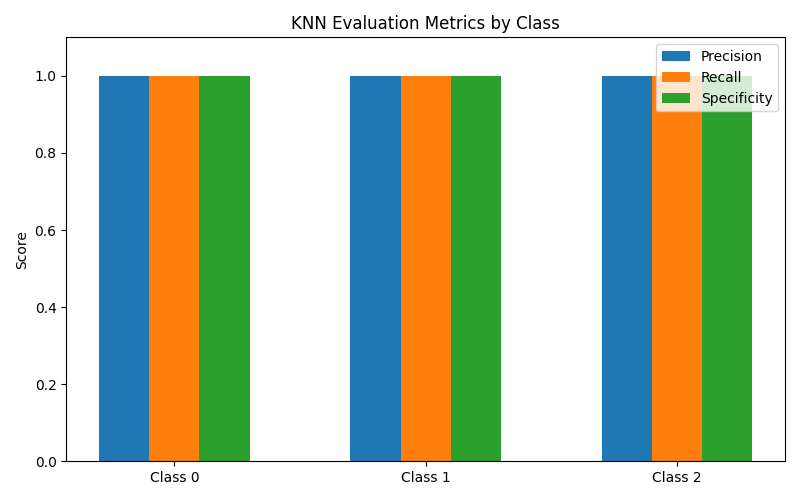 KNN Evaluation Metrics by Class
Precision
Recall
Specificity
1.0
0.8
0.6
0.4
0.2
0.0
Score
Class 0
Class 1
Class 2